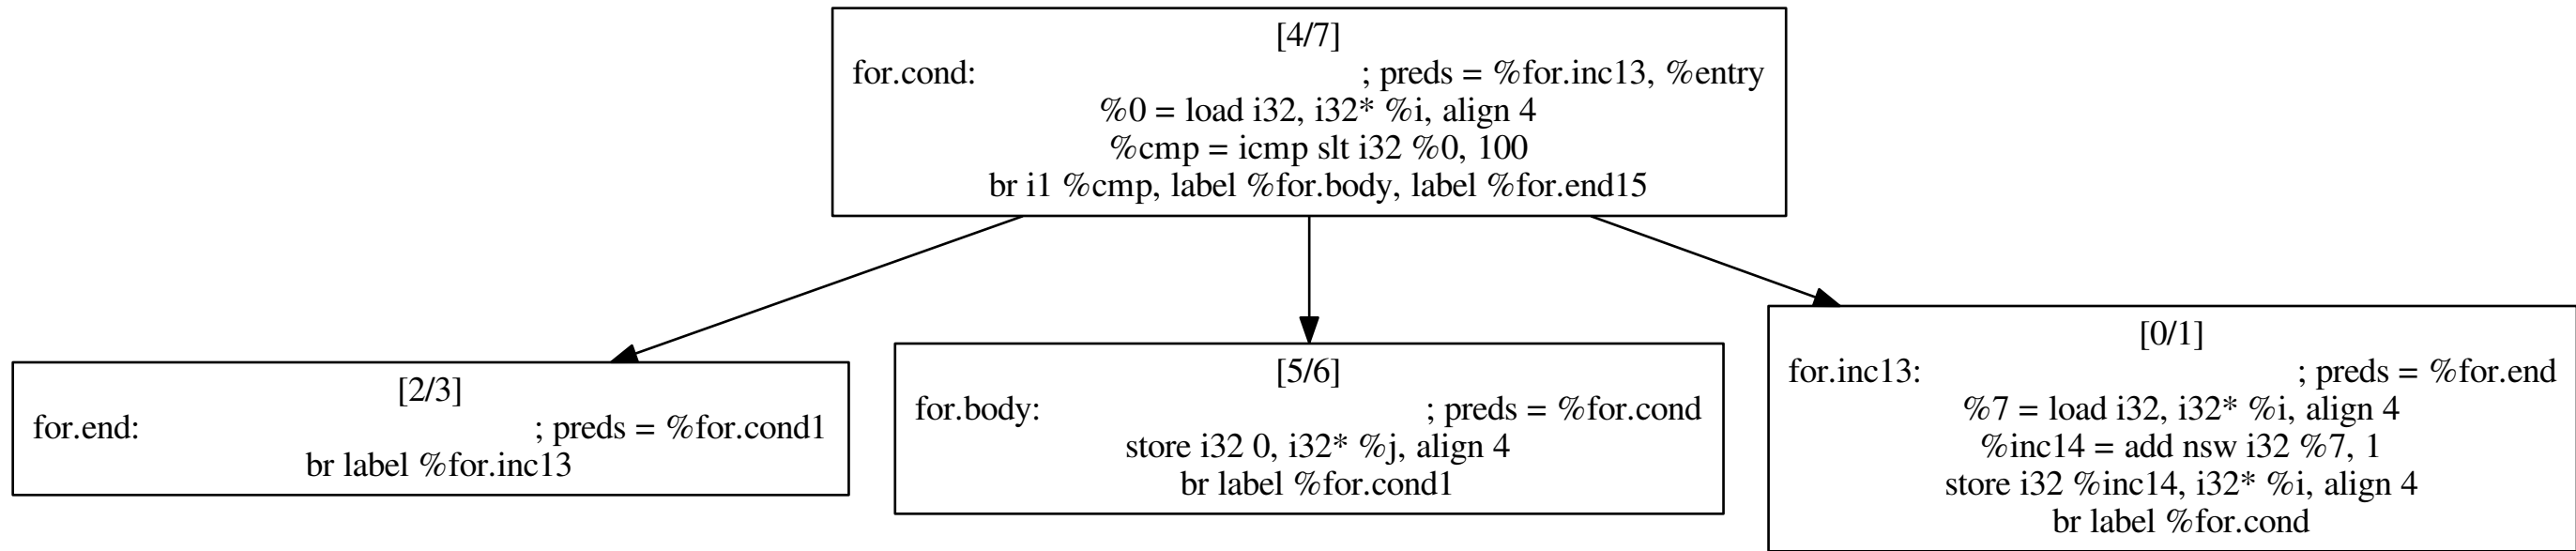 [4/7]
for.cond: ; preds = %for.inc13, %entry
%0 = load i32, i32* %i, align 4
%cmp = icmp slt i32 %0, 100
br i1 %cmp, label %for.body, label %for.end15
[2/3]
for.end: ; preds = %for.cond1
br label %for.inc13
[5/6]
for.body: ; preds = %for.cond
store i32 0, i32* %j, align 4
br label %for.cond1
[0/1]
for.inc13: ; preds = %for.end
%7 = load i32, i32* %i, align 4
%inc14 = add nsw i32 %7, 1
store i32 %inc14, i32* %i, align 4
br label %for.cond